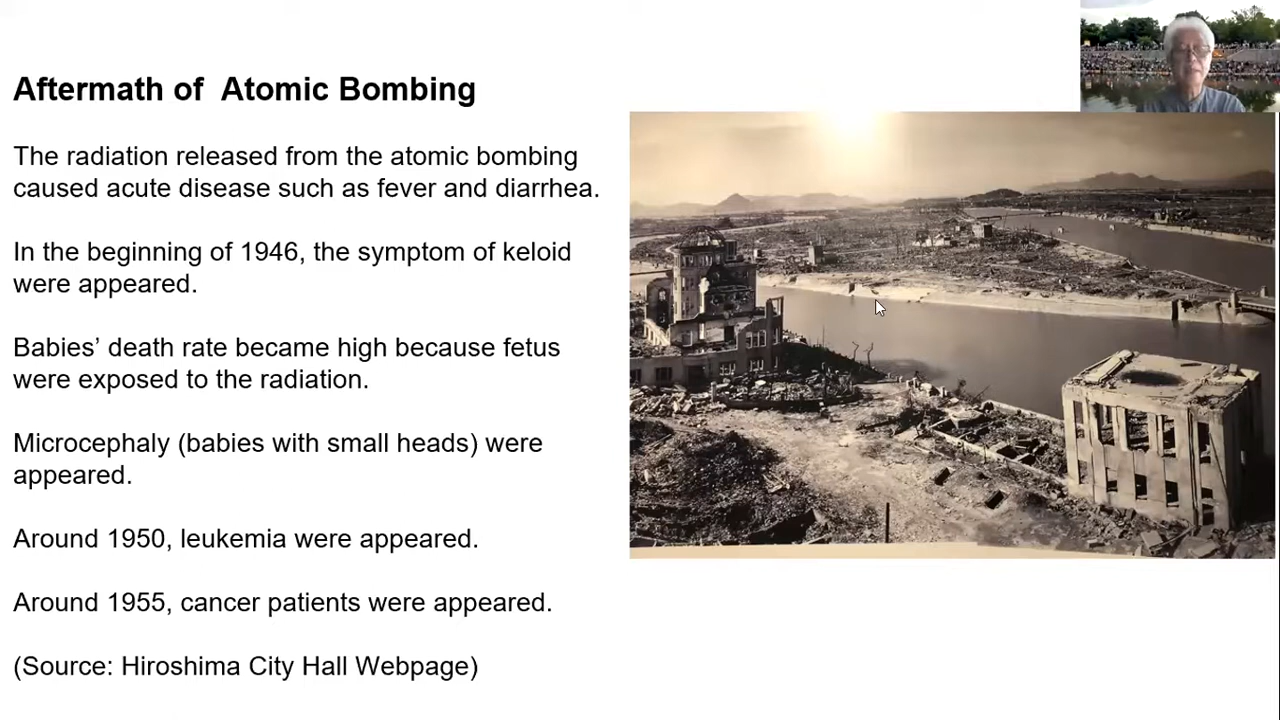 Aftermath of  Atomic Bombing
The radiation released from the atomic bombing
caused acute disease such as fever and diarrhea.
In the beginning of 1946, the symptom of keloid
were appeared.
Babies’ death rate became high because fetus
were exposed to the radiation.
Microcephaly (babies with small heads) were
appeared.
Around 1950, leukemia were appeared.
Around 1955, cancer patients were appeared.
(Source: Hiroshima City Hall Webpage)